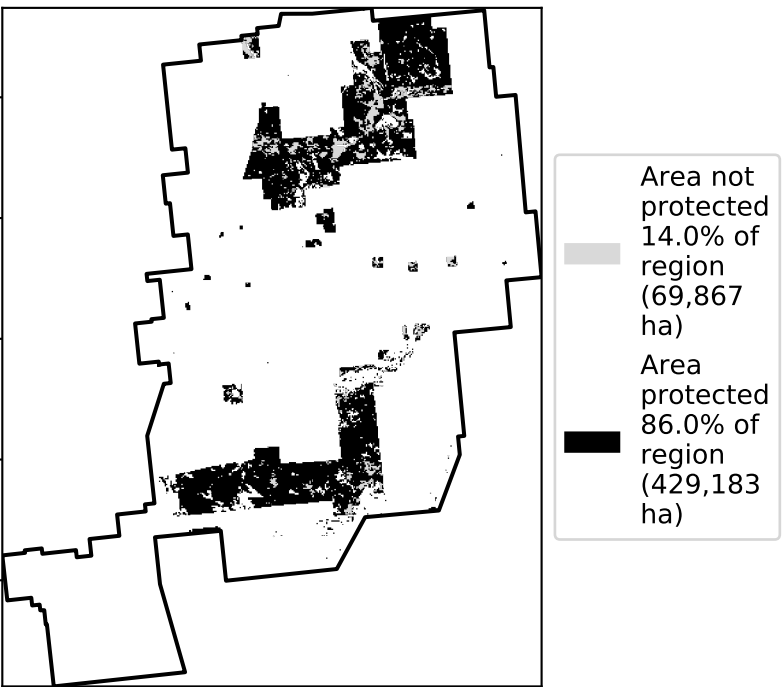 Area not
protected
14.0% of
region
(69,867
ha)
Area
protected
86.0% of
region
(429,183
ha)